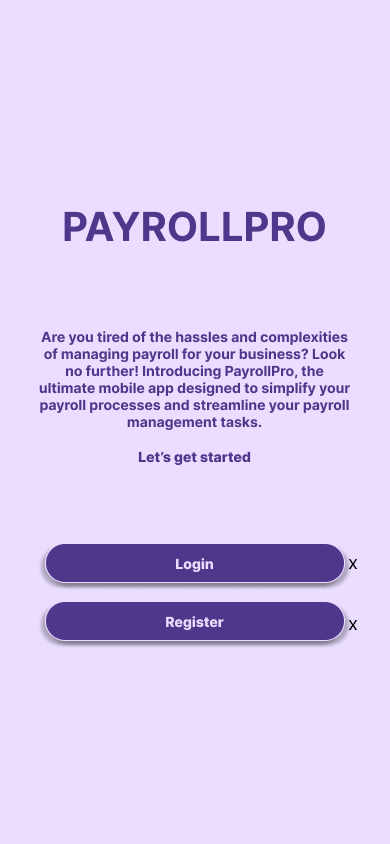 PAYROLLPRO
Are you tired of the hassles and complexities
of managing payroll for your business? Look
no further! Introducing PayrollPro, the
ultimate mobile app designed to simplify your
payroll processes and streamline your payroll
management tasks.
Let's get started
Login X
Register X